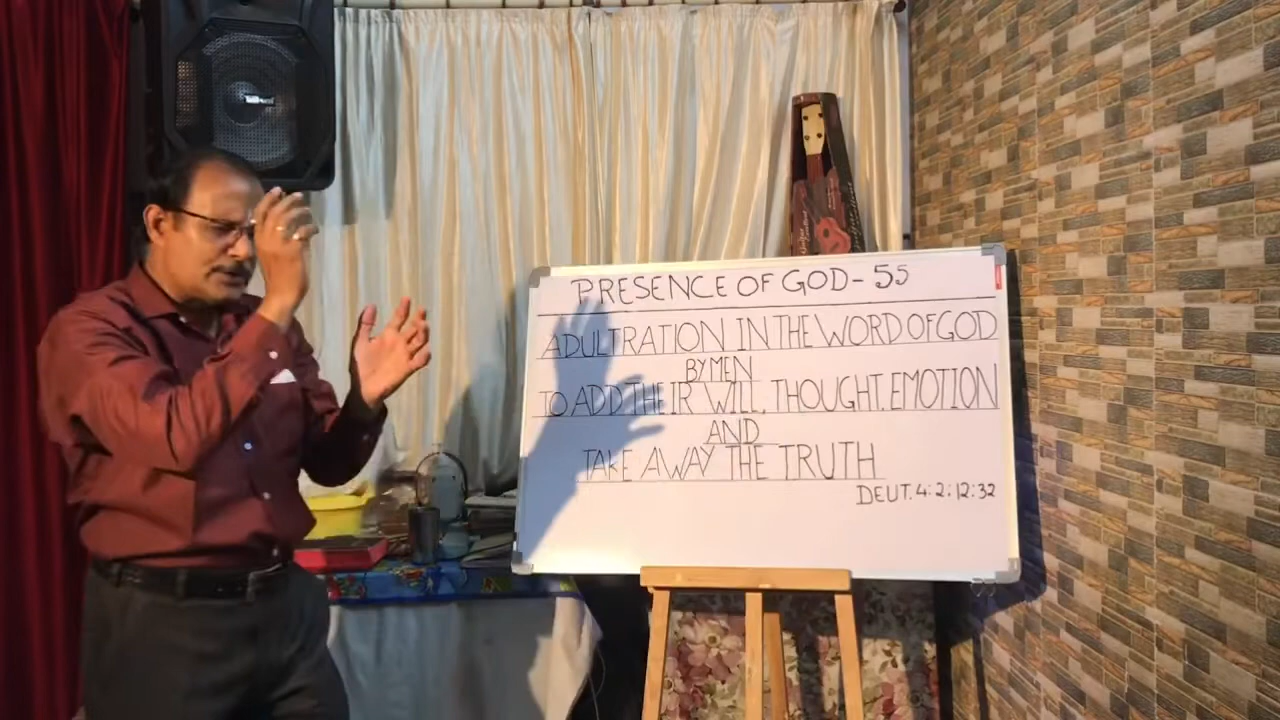 PRESENCE OF GOD - 55
ADULTRATION IN THE WORD OF GOD
BY MEN
TO ADD THEIR WILL, THOUGHT, EMOTION
AND
TAKE AWAY THE TRUTH
DEUT. 4:2; 12:32